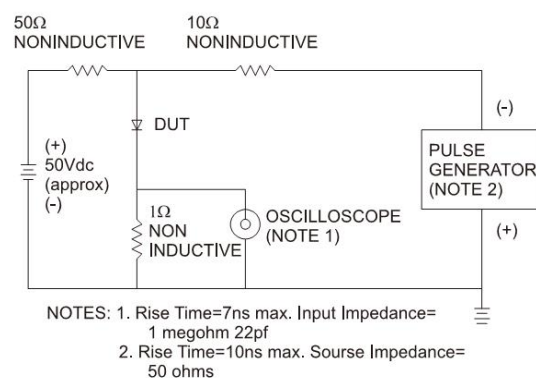 50Ω
NONINDUCTIVE
10Ω
NONINDUCTIVE
(+)
50Vdc
(approx)
(-)
DUT
1Ω
NON
INDUCTIVE
OSCILLOSCOPE
(NOTE 1)
(-)
PULSE
GENERATOR
(NOTE 2)
(+)
NOTES: 1. Rise Time=7ns max. Input Impedance=
1 megohm 22pf
2. Rise Time=10ns max. Sourse Impedance=
50 ohms